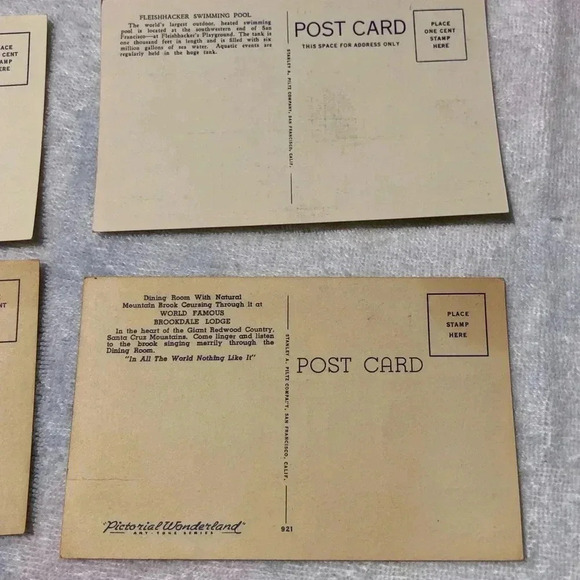 FLEISHHACKER SWIMMING POOL
The world's largest outdoor, heated swimming
pool is located at the southwestern end of San
Francisco—at Fleishhacker's Playground. The tank is
one thousand feet in length and is filled with six
million gallons of sea water. Aquatic events are
regularly held in the huge tank.
STANLEY A. PILTZ COMPANY, SAN FRANCISCO, CALIF.
POST CARD
THIS SPACE FOR ADDRESS ONLY
PLACE
ONE CENT
STAMP
HERE
PLACE
CENT
STAMP
HERE
Dining Room With Natural
Mountain Brook Coursing Through It at
WORLD FAMOUS
BROOKDALE LODGE
In the heart of the Giant Redwood Country,
Santa Cruz Mountains. Come linger and listen
to the brook singing merrily through the
Dining Room.
"In All The World Nothing Like It"
"Pictorial Wonderland"
ART-TONE SERIES
STANLEY A. PILTZ COMPANY, SAN FRANCISCO, CALIF.
921
POST CARD
PLACE
STAMP
HERE